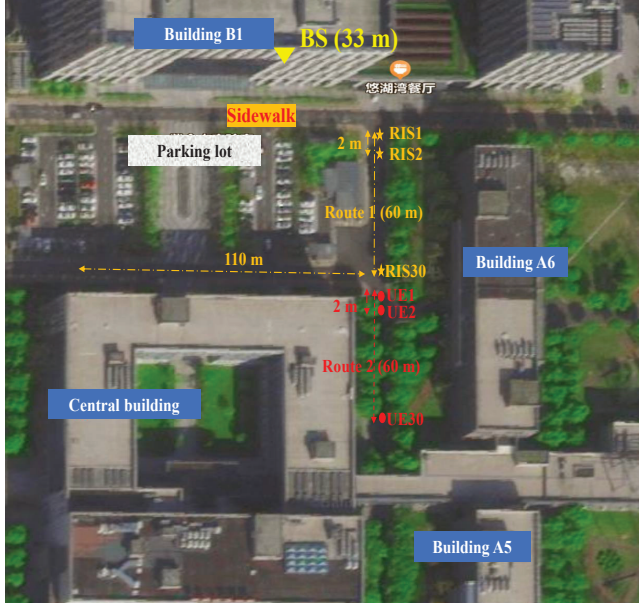 Building B1
BS (33 m)
悠湖湾餐厅
Sidewalk
RIS1
2 m
RIS2
Parking lot
Route 1 (60 m)
110 m
RIS30
Building A6
UE1
2 m
UE2
Route 2 (60 m)
Central building
UE30
Building A5